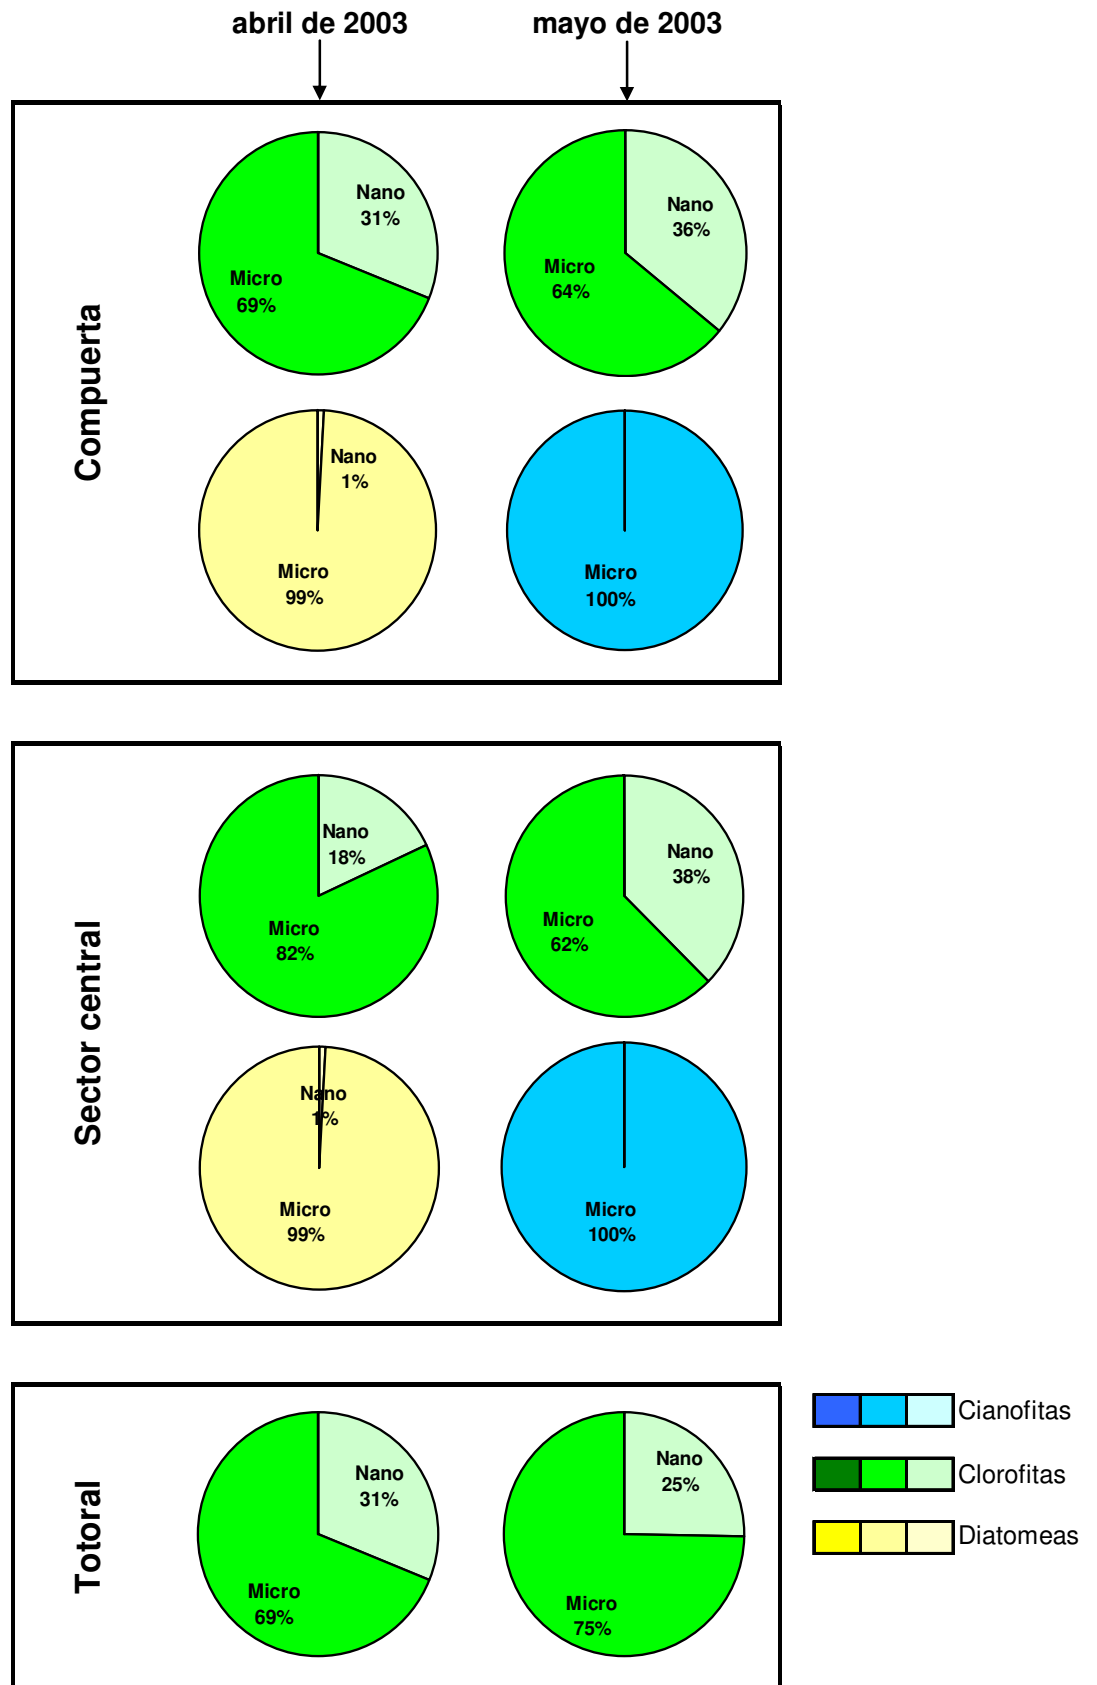 abril de 2003
mayo de 2003
Compuerta
Nano
31%
Micro
69%
Nano
36%
Micro
64%
Nano
1%
Micro
99%
Micro
100%
Sector central
Nano
18%
Micro
82%
Nano
38%
Micro
62%
Nano
1%
Micro
99%
Micro
100%
Totoral
Nano
31%
Micro
69%
Nano
25%
Micro
75%
Cianofitas
Clorofitas
Diatomeas